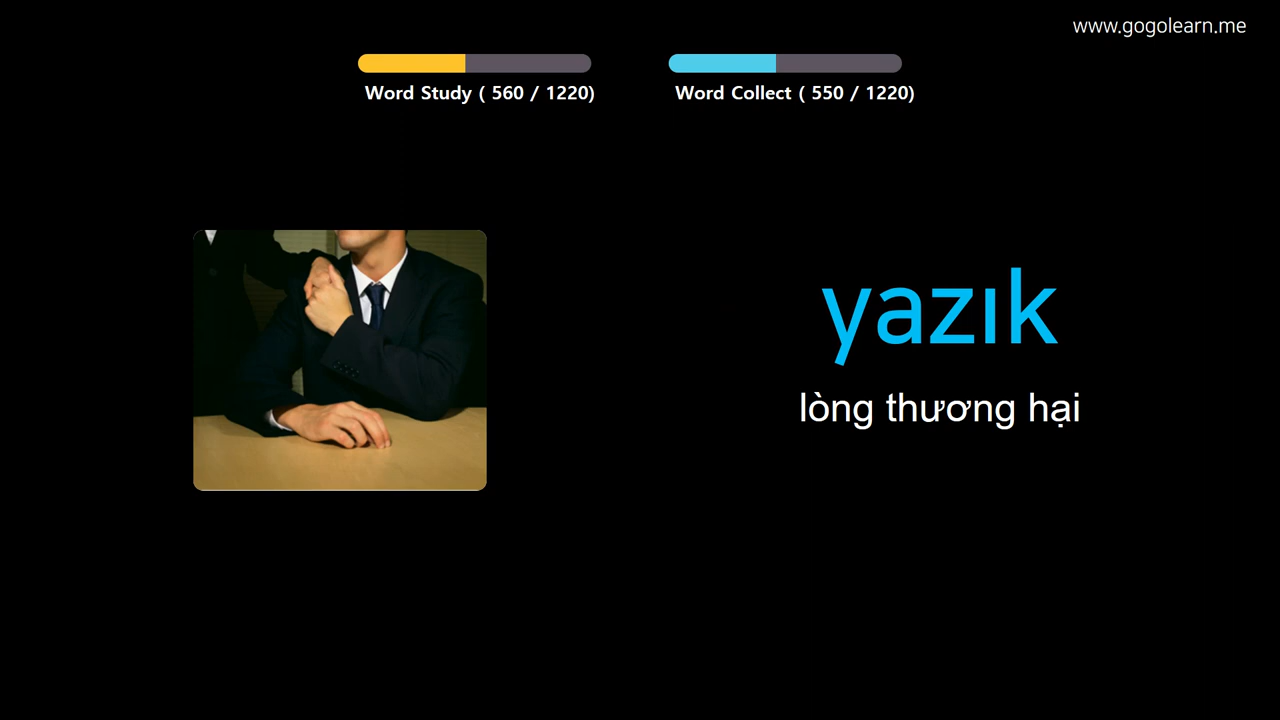 www.gogolearn.me
Word Study ( 560 / 1220)
Word Collect ( 550 / 1220)
yazık
lòng thương hại